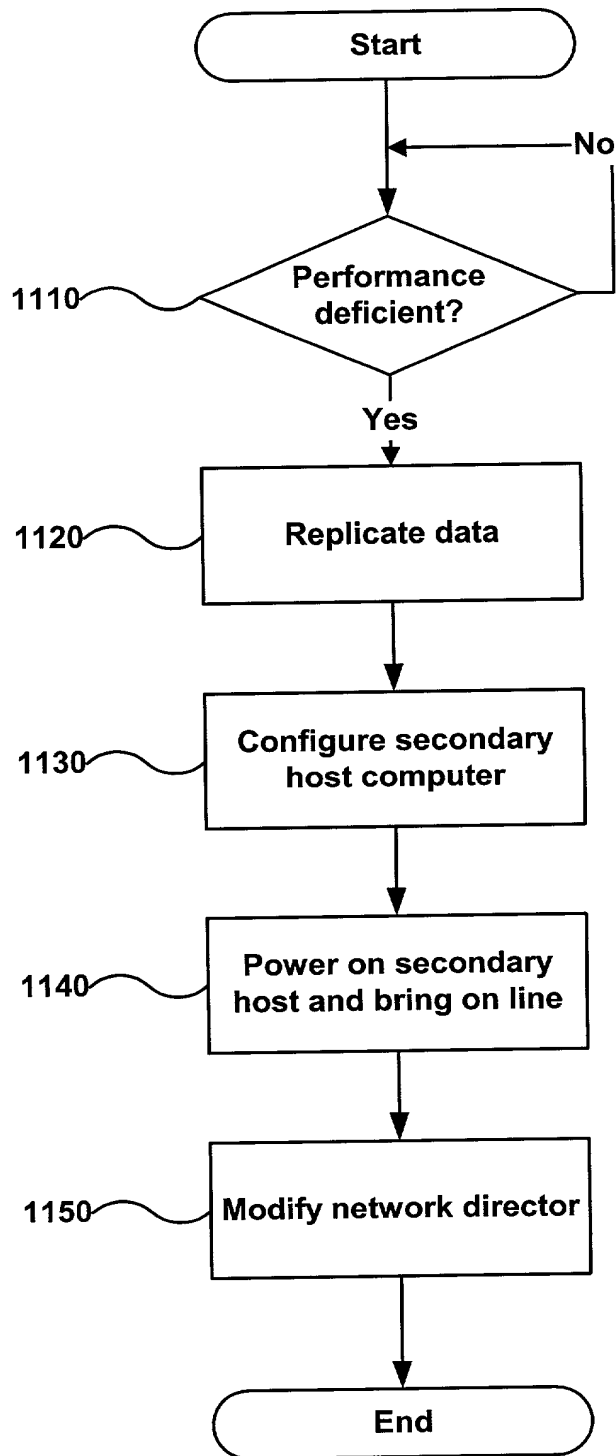 Start
No
1110
Performance
deficient?
Yes
1120
Replicate data
1130
Configure secondary
host computer
1140
Power on secondary
host and bring on line
1150
Modify network director
End